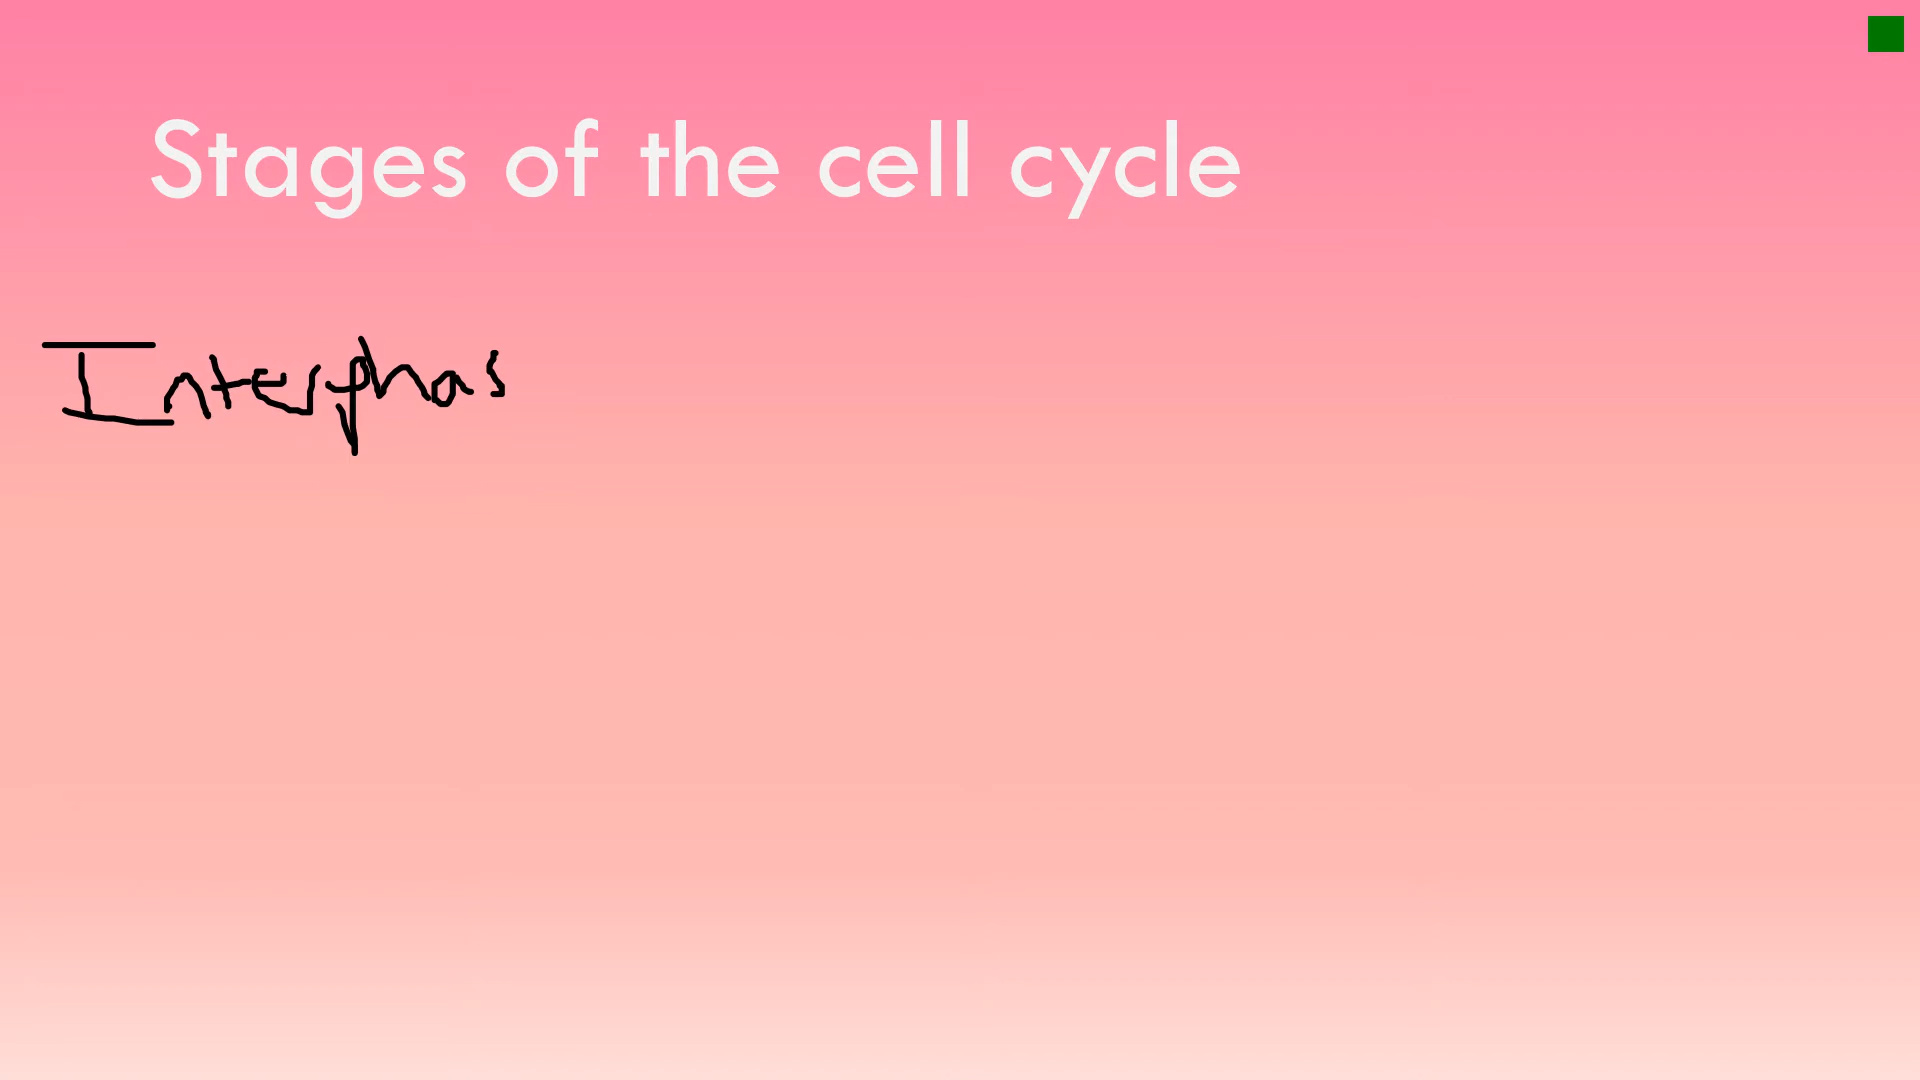 Stages of the cell cycle
Interphas